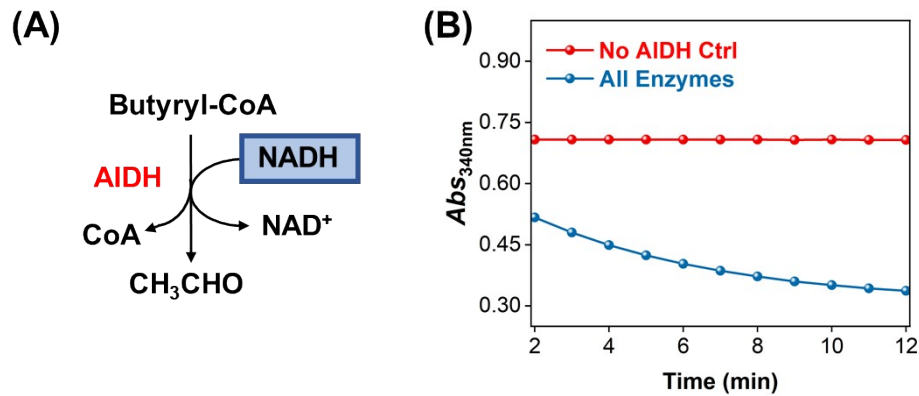 (A)
Butyryl-CoA
AlDH
NADH
CoA
NAD⁺
CH₃CHO
(B)
No AlDH Ctrl
All Enzymes
Abs₃₄₀ₙₘ
0.90
0.75
0.60
0.45
0.30
2 4 6 8 10 12
Time (min)